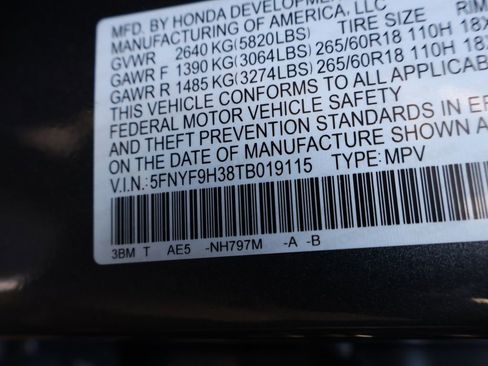 MFD. BY HONDA DEVELOPMEN
MANUFACTURING OF AMERICA, LLC
TIRE SIZE RIM
GVWR 2640 KG(5820LBS)
GAWR F 1390 KG(3064LBS) 265/60R18 110H 18X
GAWR R 1485 KG(3274LBS) 265/60R18 110H 18X
THIS VEHICLE CONFORMS TO ALL APPLICAB
FEDERAL MOTOR VEHICLE SAFETY
AND THEFT PREVENTION STANDARDS IN EF
ON THE DATE OF MANUFACTURE SHOWN A
V.I.N.: 5FNYF9H38TB019115 TYPE: MPV
3BM T AE5 -NH797M -A -B